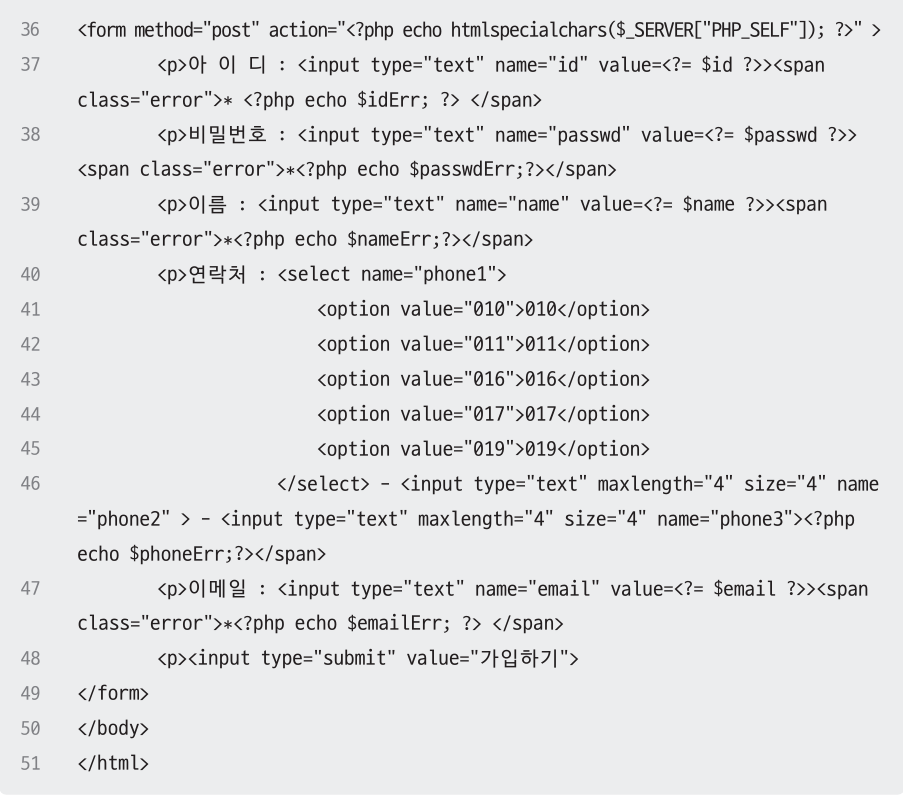 36 <form method="post" action="<?php echo htmlspecialchars($_SERVER["PHP_SELF"]); ?>" >
37 <p>아 이 디 : <input type="text" name="id" value=<?= $id ?>><span
class="error">* <?php echo $idErr; ?> </span>
38 <p>비밀번호 : <input type="text" name="passwd" value=<?= $passwd ?>>
<span class="error">*<?php echo $passwdErr;?></span>
39 <p>이름 : <input type="text" name="name" value=<?= $name ?>><span
class="error">*<?php echo $nameErr;?></span>
40 <p>연락처 : <select name="phone1">
41 <option value="010">010</option>
42 <option value="011">011</option>
43 <option value="016">016</option>
44 <option value="017">017</option>
45 <option value="019">019</option>
46 </select> - <input type="text" maxlength="4" size="4" name
="phone2" > - <input type="text" maxlength="4" size="4" name="phone3"><?php
echo $phoneErr;?></span>
47 <p>이메일 : <input type="text" name="email" value=<?= $email ?>><span
class="error">*<?php echo $emailErr; ?> </span>
48 <p><input type="submit" value="가입하기">
49 </form>
50 </body>
51 </html>